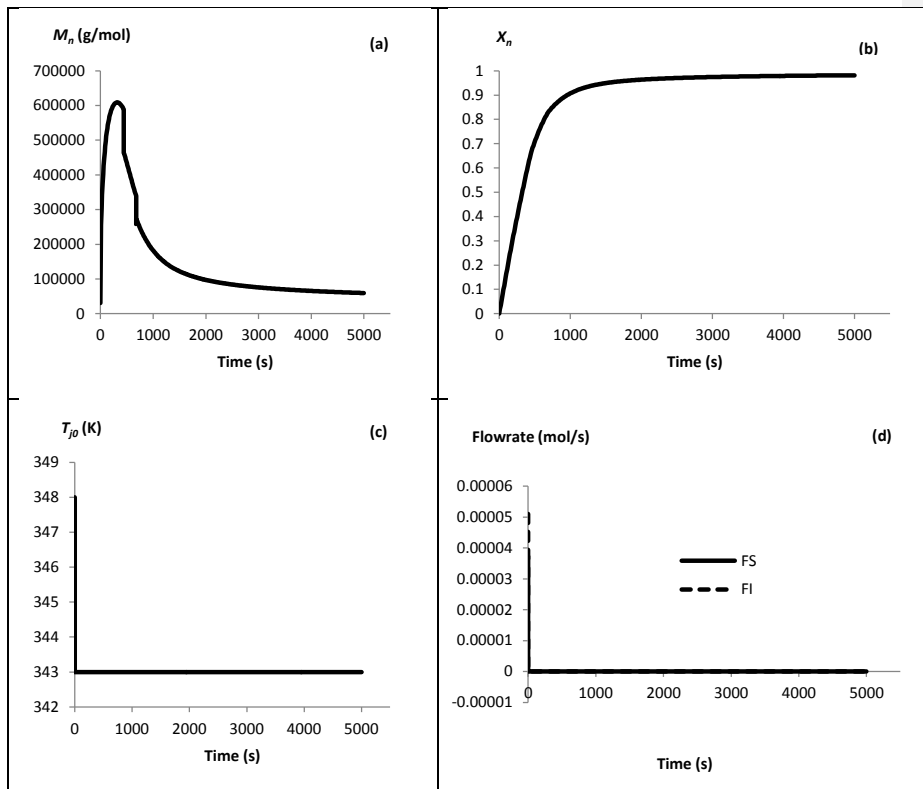 M_n (g/mol)
(a)
700000
600000
500000
400000
300000
200000
100000
0
0 1000 2000 3000 4000 5000
Time (s)
X_n
(b)
1
0.9
0.8
0.7
0.6
0.5
0.4
0.3
0.2
0.1
0
0 1000 2000 3000 4000 5000
Time (s)
T_j0 (K)
(c)
349
348
347
346
345
344
343
342
0 1000 2000 3000 4000 5000
Time (s)
Flowrate (mol/s)
(d)
0.00006
0.00005
0.00004
0.00003
0.00002
0.00001
0
-0.00001
FS
FI
0 1000 2000 3000 4000 5000
Time (s)